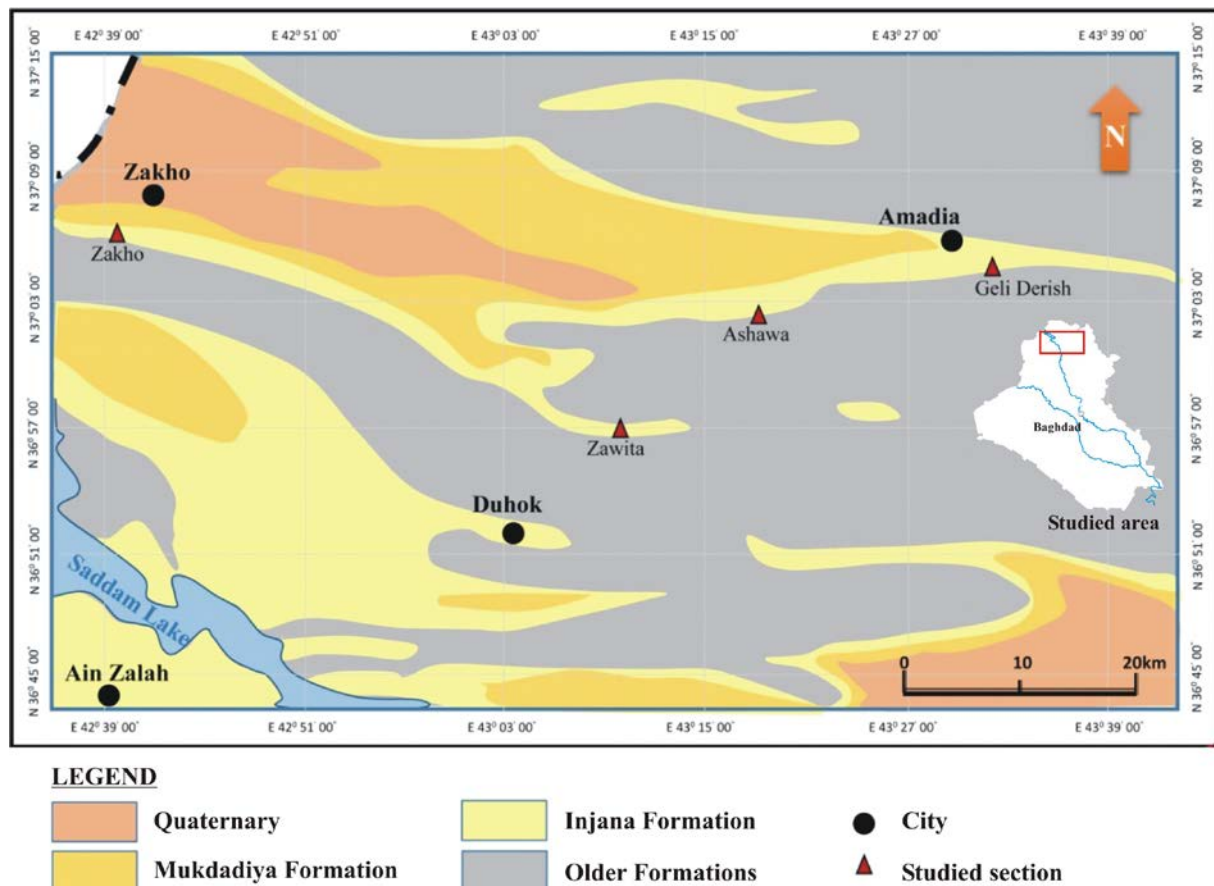 E 42° 39′ 00″ E 42° 51′ 00″ E 43° 03′ 00″ E 43° 15′ 00″ E 43° 27′ 00″ E 43° 39′ 00″
N 37° 15′ 00″ N 37° 15′ 00″
N
N 37° 09′ 00″ N 37° 09′ 00″
Zakho
Amadia
Zakho
Geli Derish
N 37° 03′ 00″ N 37° 03′ 00″
Ashawa
N 36° 57′ 00″ N 36° 57′ 00″
Baghdad
Zawita
Duhok
Studied area
N 36° 51′ 00″ N 36° 51′ 00″
Saddam Lake
0 10 20km
N 36° 45′ 00″ N 36° 45′ 00″
Ain Zalah
E 42° 39′ 00″ E 42° 51′ 00″ E 43° 03′ 00″ E 43° 15′ 00″ E 43° 27′ 00″ E 43° 39′ 00″
LEGEND
Quaternary Injana Formation City
Mukdadiya Formation Older Formations Studied section